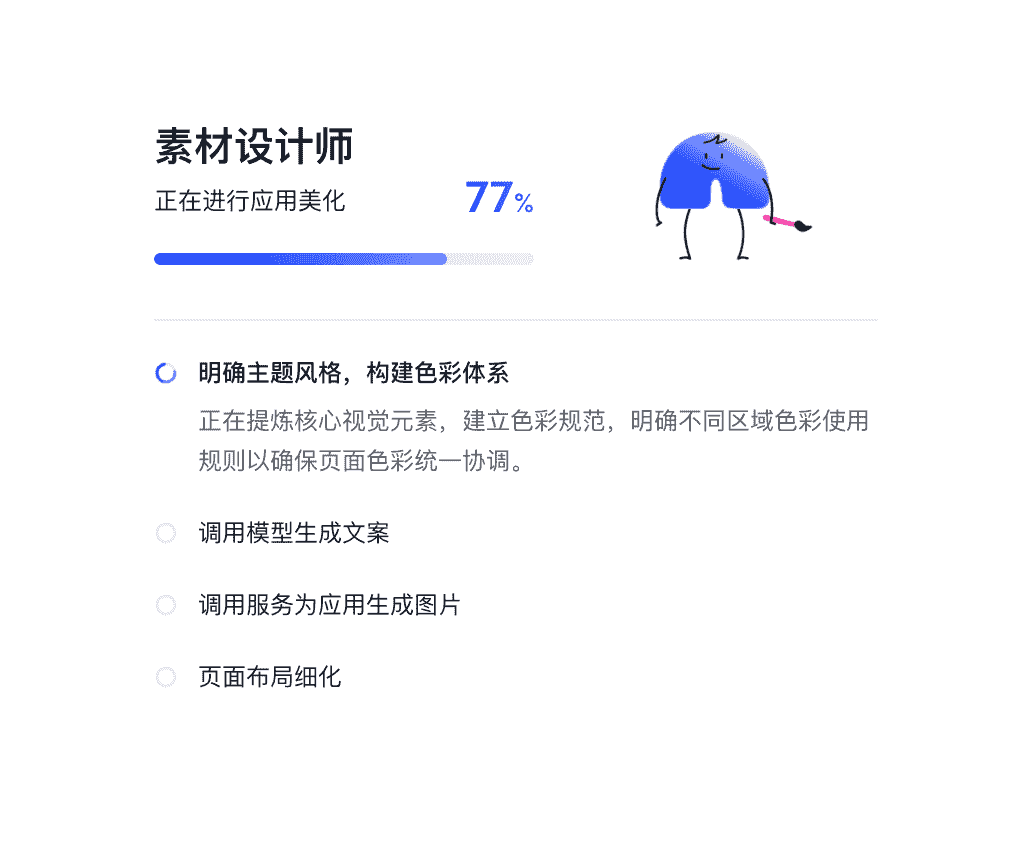 素材设计师
正在进行应用美化
77%
明确主题风格，构建色彩体系
正在提炼核心视觉元素，建立色彩规范，明确不同区域色彩使用
规则以确保页面色彩统一协调。
调用模型生成文案
调用服务为应用生成图片
页面布局细化